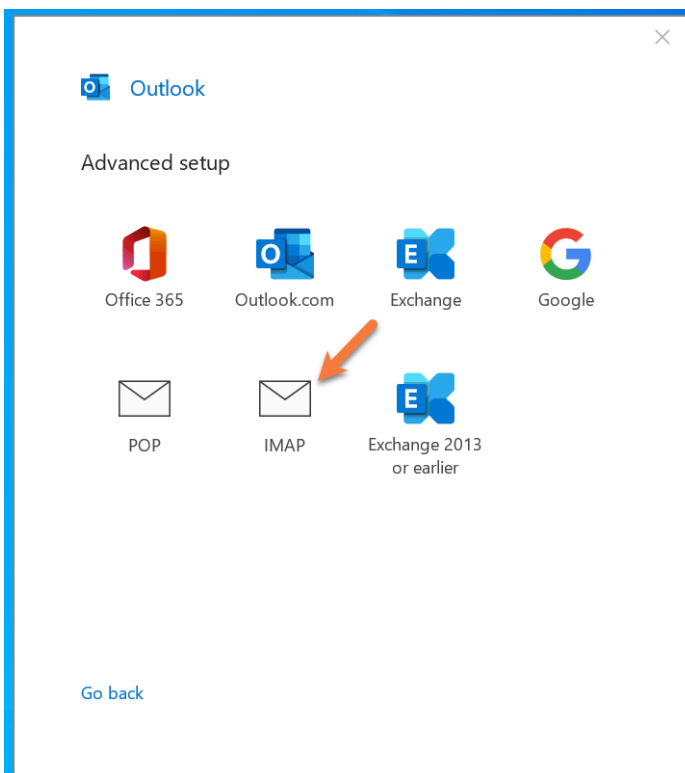 Outlook
Advanced setup
Office 365
Outlook.com
Exchange
Google
POP
IMAP
Exchange 2013
or earlier
Go back